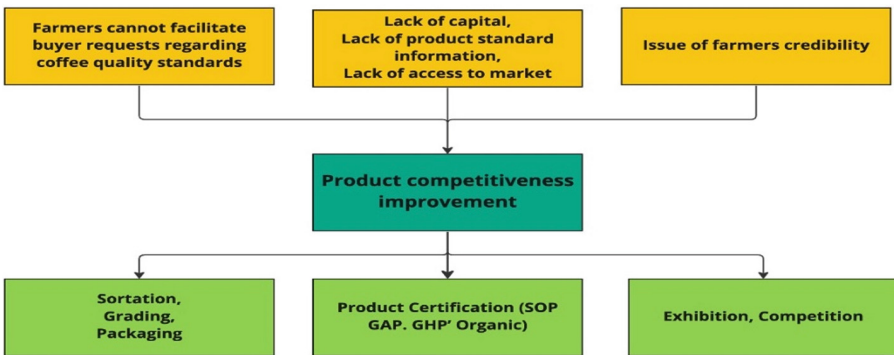 Farmers cannot facilitate
buyer requests regarding
coffee quality standards
Lack of capital,
Lack of product standard
information,
Lack of access to market
Issue of farmers credibility
Product competitiveness
improvement
Sortation,
Grading,
Packaging
Product Certification (SOP
GAP. GHP’ Organic)
Exhibition, Competition